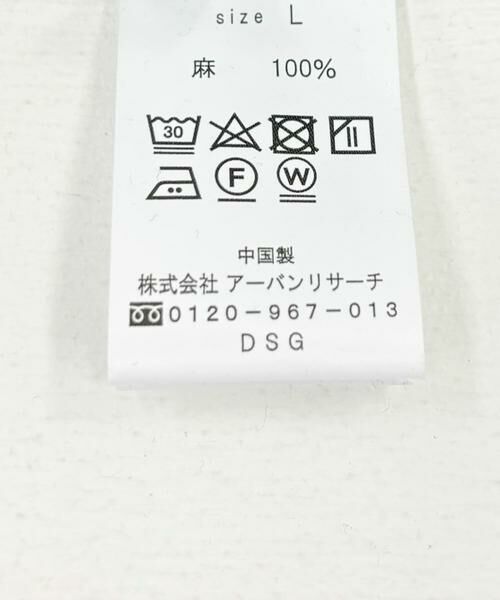 size L
麻 100%
30
F W
中国製
株式会社 アーバンリサーチ
0120-967-013
DSG